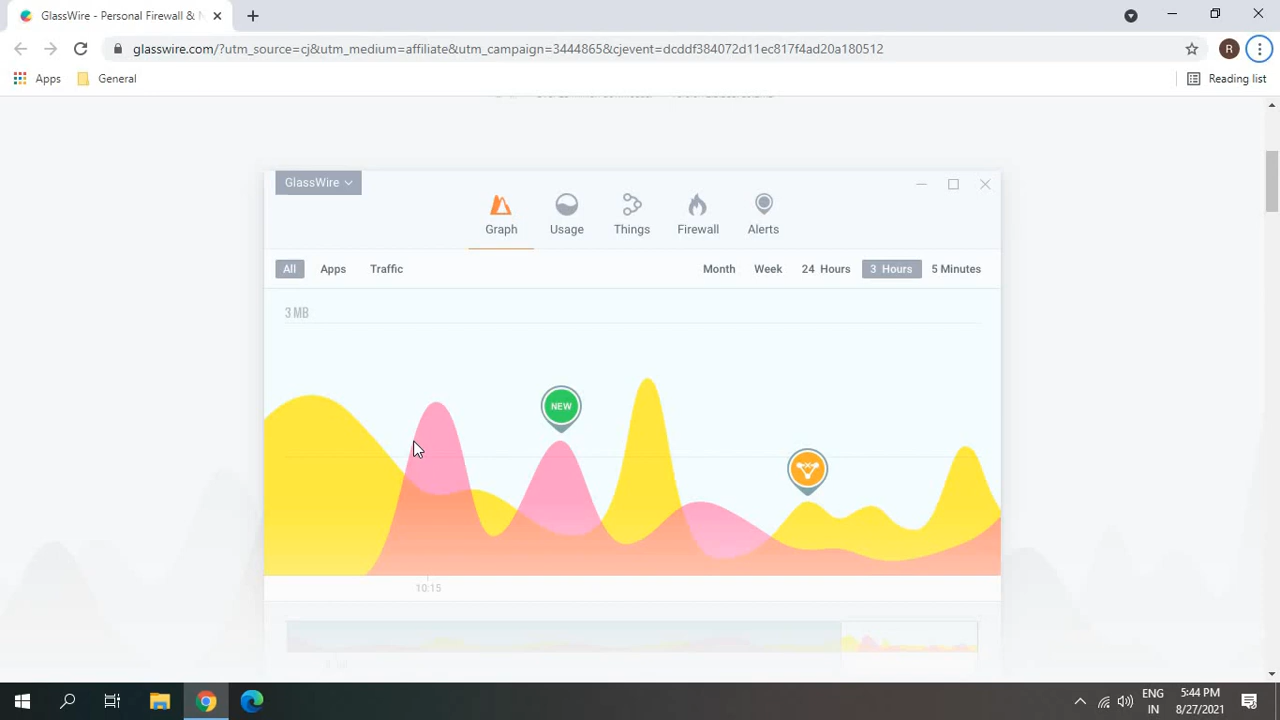 GlassWire - Personal Firewall &
glasswire.com/?utm_source=cj&utm_medium=affiliate&utm_campaign=3444865&cjevent=dcddf384072d11ec817f4ad20a180512
R
Apps
General
Reading list
GlassWire
Graph
Usage
Things
Firewall
Alerts
All
Apps
Traffic
Month
Week
24 Hours
3 Hours
5 Minutes
3 MB
NEW
10:15
ENG
IN
5:44 PM
8/27/2021